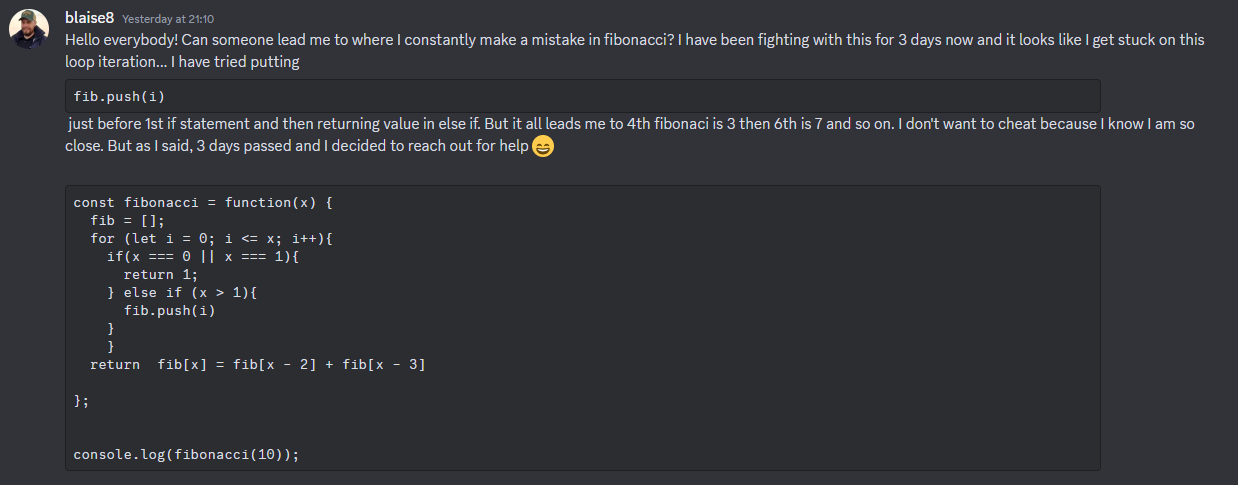 blaise8 Yesterday at 21:10
Hello everybody! Can someone lead me to where I constantly make a mistake in fibonacci? I have been fighting with this for 3 days now and it looks like I get stuck on this
loop iteration... I have tried putting
fib.push(i)
just before 1st if statement and then returning value in else if. But it all leads me to 4th fibonaci is 3 then 6th is 7 and so on. I don't want to cheat because I know I am so
close. But as I said, 3 days passed and I decided to reach out for help 😄
const fibonacci = function(x) {
  fib = [];
  for (let i = 0; i <= x; i++){
    if(x === 0 || x === 1){
      return 1;
    } else if (x > 1){
      fib.push(i)
    }
    }
  return  fib[x] = fib[x - 2] + fib[x - 3]
};
console.log(fibonacci(10));